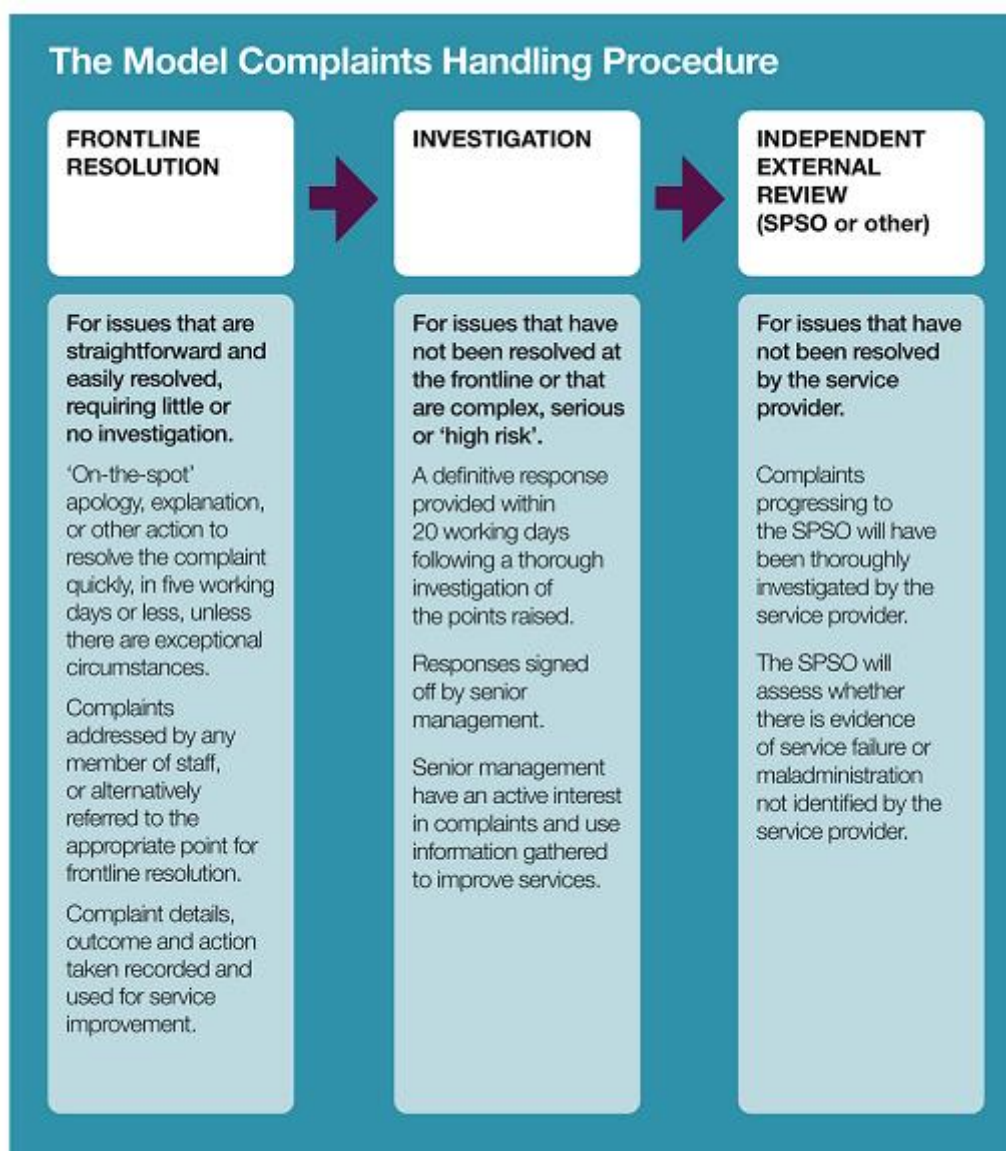 The Model Complaints Handling Procedure
FRONTLINE
RESOLUTION
INVESTIGATION
INDEPENDENT
EXTERNAL
REVIEW
(SPSO or other)
For issues that are
straightforward and
easily resolved,
requiring little or
no investigation.
‘On-the-spot’
apology, explanation,
or other action to
resolve the complaint
quickly, in five working
days or less, unless
there are exceptional
circumstances.
Complaints
addressed by any
member of staff,
or alternatively
referred to the
appropriate point for
frontline resolution.
Complaint details,
outcome and action
taken recorded and
used for service
improvement.
For issues that have
not been resolved at
the frontline or that
are complex, serious
or ‘high risk’.
A definitive response
provided within
20 working days
following a thorough
investigation of
the points raised.
Responses signed
off by senior
management.
Senior management
have an active interest
in complaints and use
information gathered
to improve services.
For issues that have
not been resolved
by the service
provider.
Complaints
progressing to
the SPSO will have
been thoroughly
investigated by the
service provider.
The SPSO will
assess whether
there is evidence
of service failure or
maladministration
not identified by the
service provider.